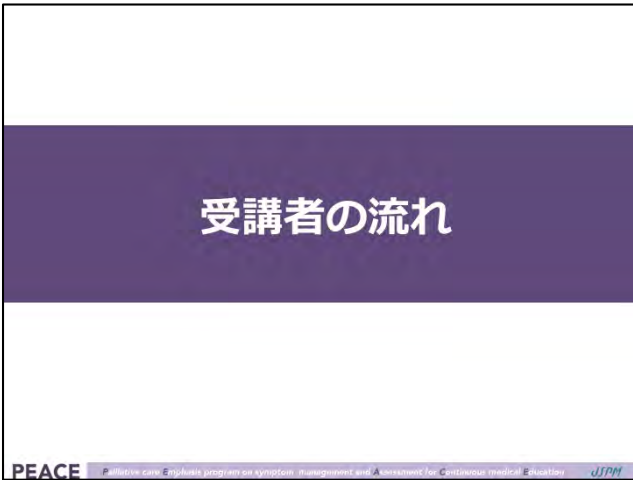 受講者の流れ
PEACE Palliative care Emphasis program on symptom management and Assessment for Continuous medical Education JSPM